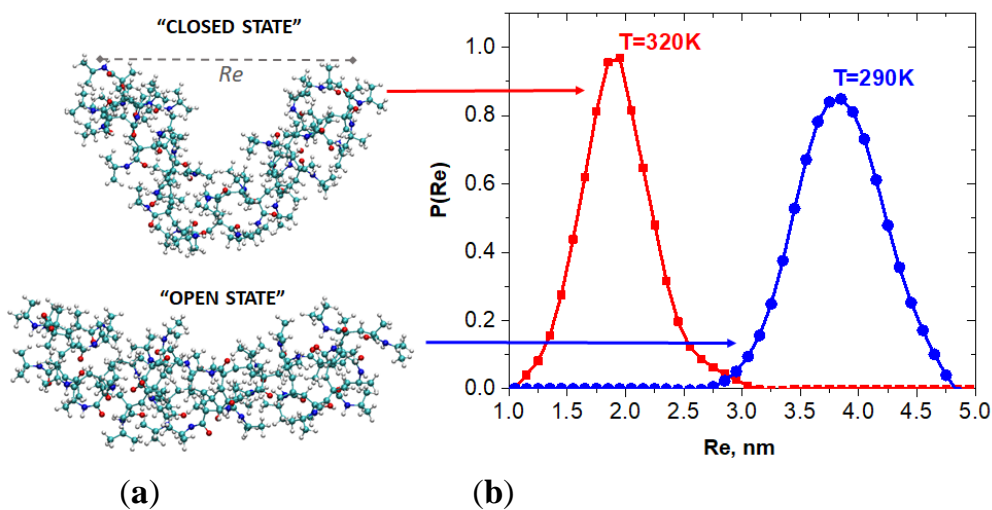 “CLOSED STATE”
Re
“OPEN STATE”
T=320K
T=290K
P(Re)
1.0
0.8
0.6
0.4
0.2
0.0
1.0 1.5 2.0 2.5 3.0 3.5 4.0 4.5 5.0
Re, nm
(a) (b)